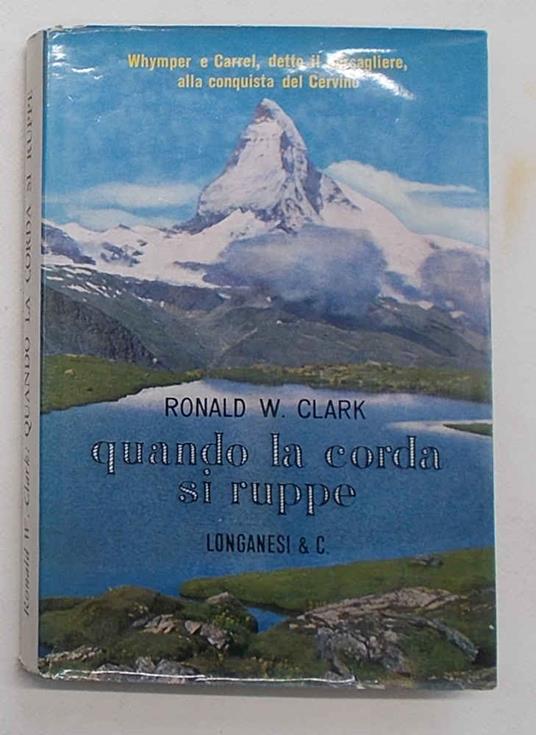 Whymper e Carrel, detto il bersagliere,
alla conquista del Cervino
RONALD W. CLARK
quando la corda
si ruppe
LONGANESI & C.
Ronald W. Clark: QUANDO LA CORDA SI RUPPE